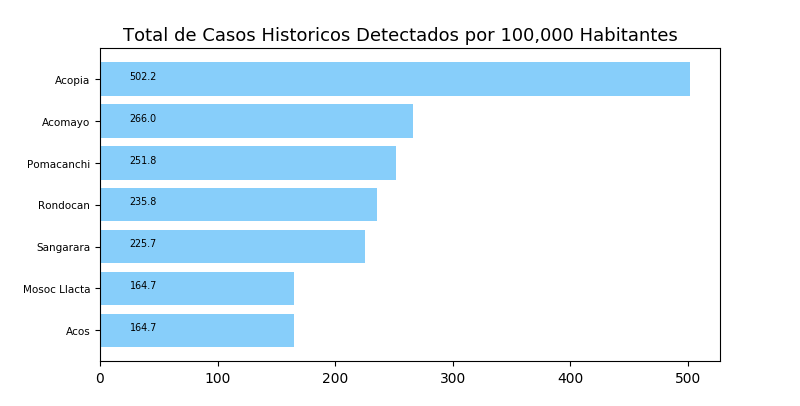 Total de Casos Historicos Detectados por 100,000 Habitantes
Acopia 502.2
Acomayo 266.0
Pomacanchi 251.8
Rondocan 235.8
Sangarara 225.7
Mosoc Llacta 164.7
Acos 164.7
0 100 200 300 400 500